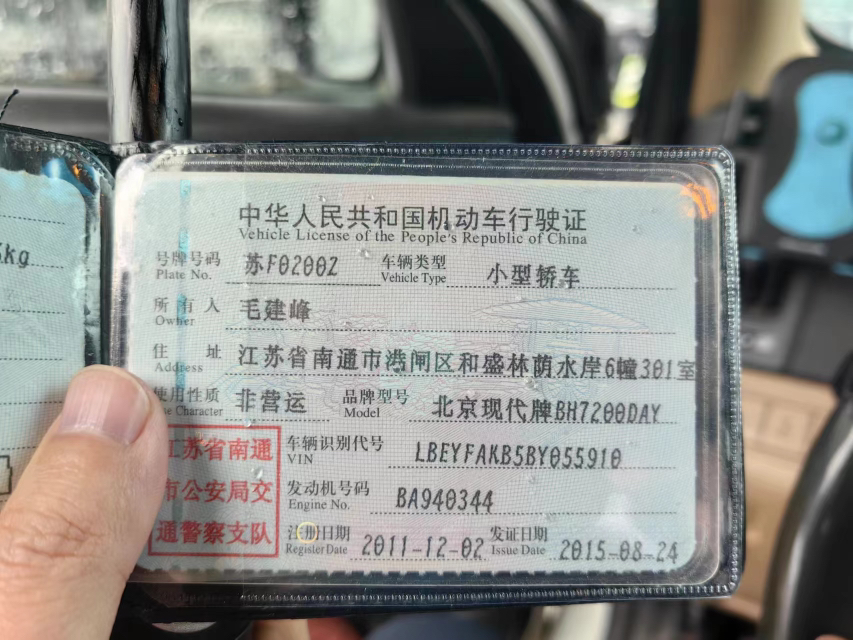 kg
中华人民共和国机动车行驶证
Vehicle License of the People's Republic of China
号牌号码 苏F0200Z 车辆类型 小型轿车
Plate No. Vehicle Type
所有人 毛建峰
Owner
住址 江苏省南通市港闸区和盛林荫水岸6幢301室
Address
使用性质 非营运 品牌型号 北京现代牌BH7200DAY
Character Model
江苏省南通
市公安局交
通警察支队
车辆识别代号 LBEYFAKB5BY055910
VIN
发动机号码 BA940344
Engine No.
注册日期 2011-12-02 发证日期 2015-08-24
Register Date Issue Date